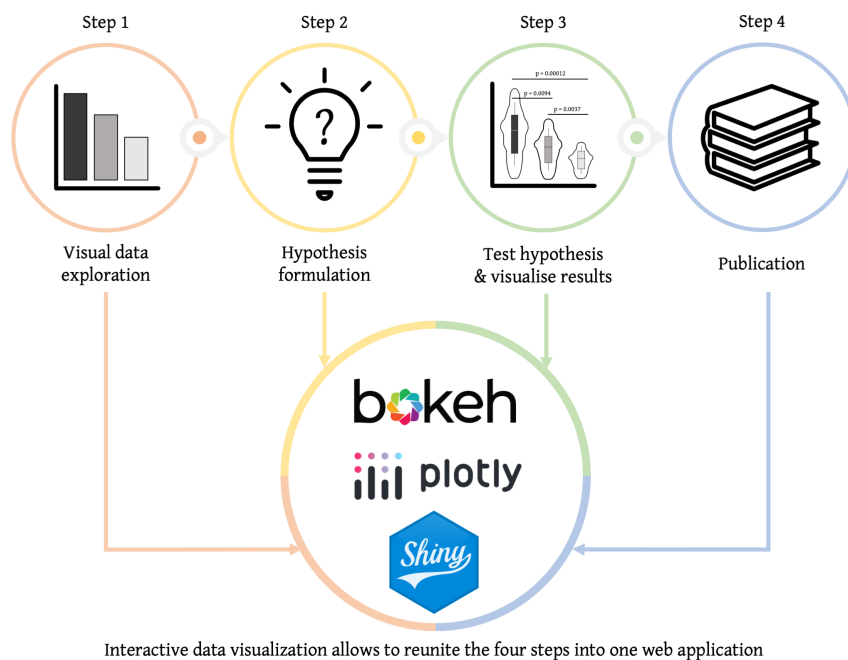 Step 1
Step 2
Step 3
Step 4
?
p = 0.00012
p = 0.0094
p = 0.0037
Visual data
exploration
Hypothesis
formulation
Test hypothesis
& visualise results
Publication
bokeh
plotly
Shiny
Interactive data visualization allows to reunite the four steps into one web application